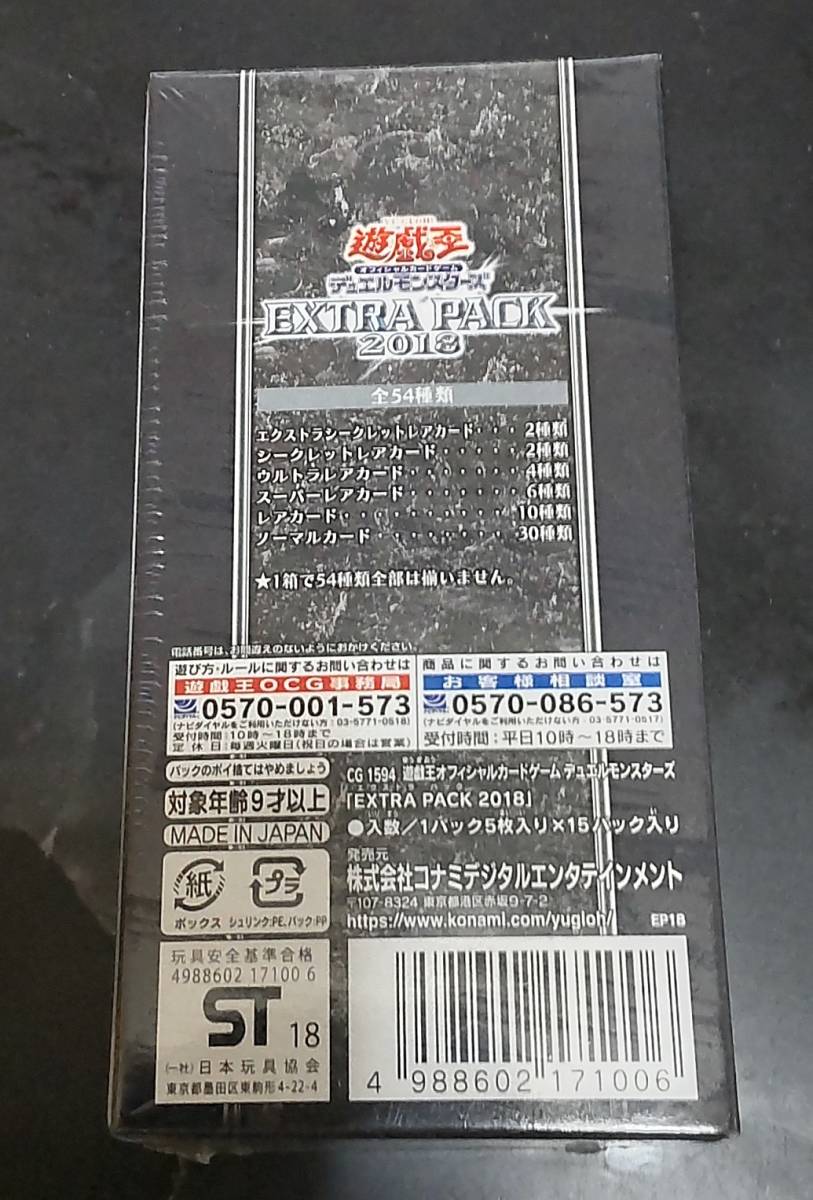 遊戯王
オフィシャルカードゲーム
デュエルモンスターズ
EXTRA PACK
2018
全54種類
エクストラシークレットレアカード・・・・2種類
シークレットレアカード・・・・・・・2種類
ウルトラレアカード・・・・・・・・・4種類
スーパーレアカード・・・・・・・・・6種類
レアカード・・・・・・・・・・・・10種類
ノーマルカード・・・・・・・・・・30種類
★1箱で54種類全部は揃いません。
電話番号は、お間違えのないようにおかけください。
遊び方・ルールに関するお問い合わせは
遊戯王OCG事務局
0570-001-573
(ナビダイヤルをご利用いただけない方:03-5771-0518)
受付時間:10時〜18時まで
定休日:毎週火曜日(祝日の場合は営業)
商品に関するお問い合わせは
お客様相談室
0570-086-573
(ナビダイヤルをご利用いただけない方:03-5771-0517)
受付時間:平日10時〜18時まで
パックのポイ捨てはやめましょう
対象年齢9才以上
MADE IN JAPAN
紙
ボックス
プラ
シュリンク:PE、パック:PP
CG 1594 遊戯王オフィシャルカードゲーム デュエルモンスターズ
「EXTRA PACK 2018」
●入数/1パック5枚入り×15パック入り
発売元
株式会社コナミデジタルエンタテインメント
〒107-8324 東京都港区赤坂9-7-2
https://www.konami.com/yugioh/
EP18
玩具安全基準合格
4988602 17100 6
ST 18
(一社)日本玩具協会
東京都墨田区東駒形4-22-4
4 988602 171006